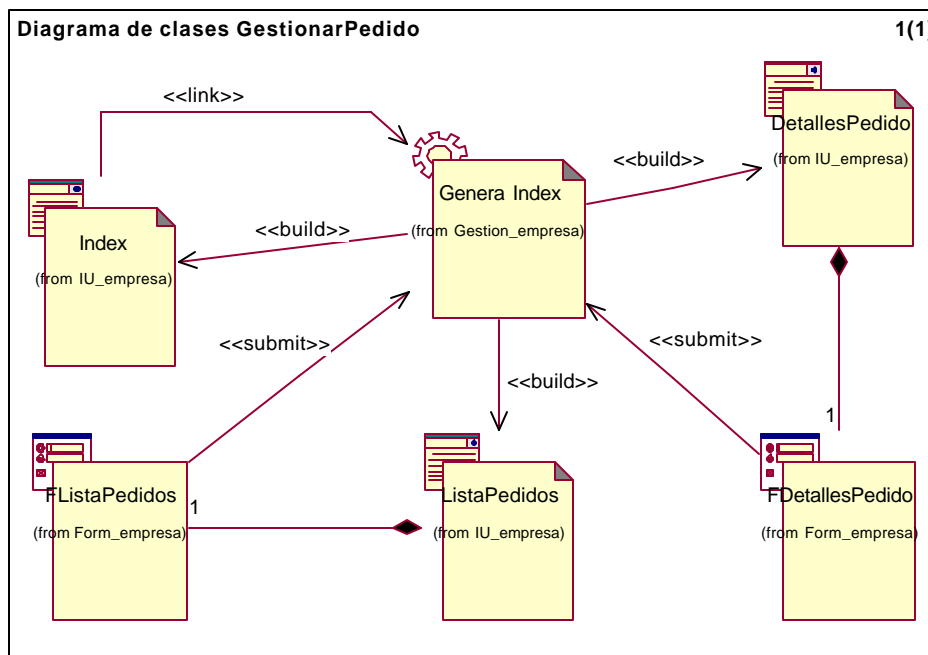 Diagrama de clases GestionarPedido
1(1)
<<link>>
DetallesPedido
(from IU_empresa)
<<build>>
Genera Index
(from Gestion_empresa)
Index
(from IU_empresa)
<<build>>
<<submit>>
<<submit>>
<<build>>
1
FListaPedidos
(from Form_empresa)
1
ListaPedidos
(from IU_empresa)
FDetallesPedido
(from Form_empresa)